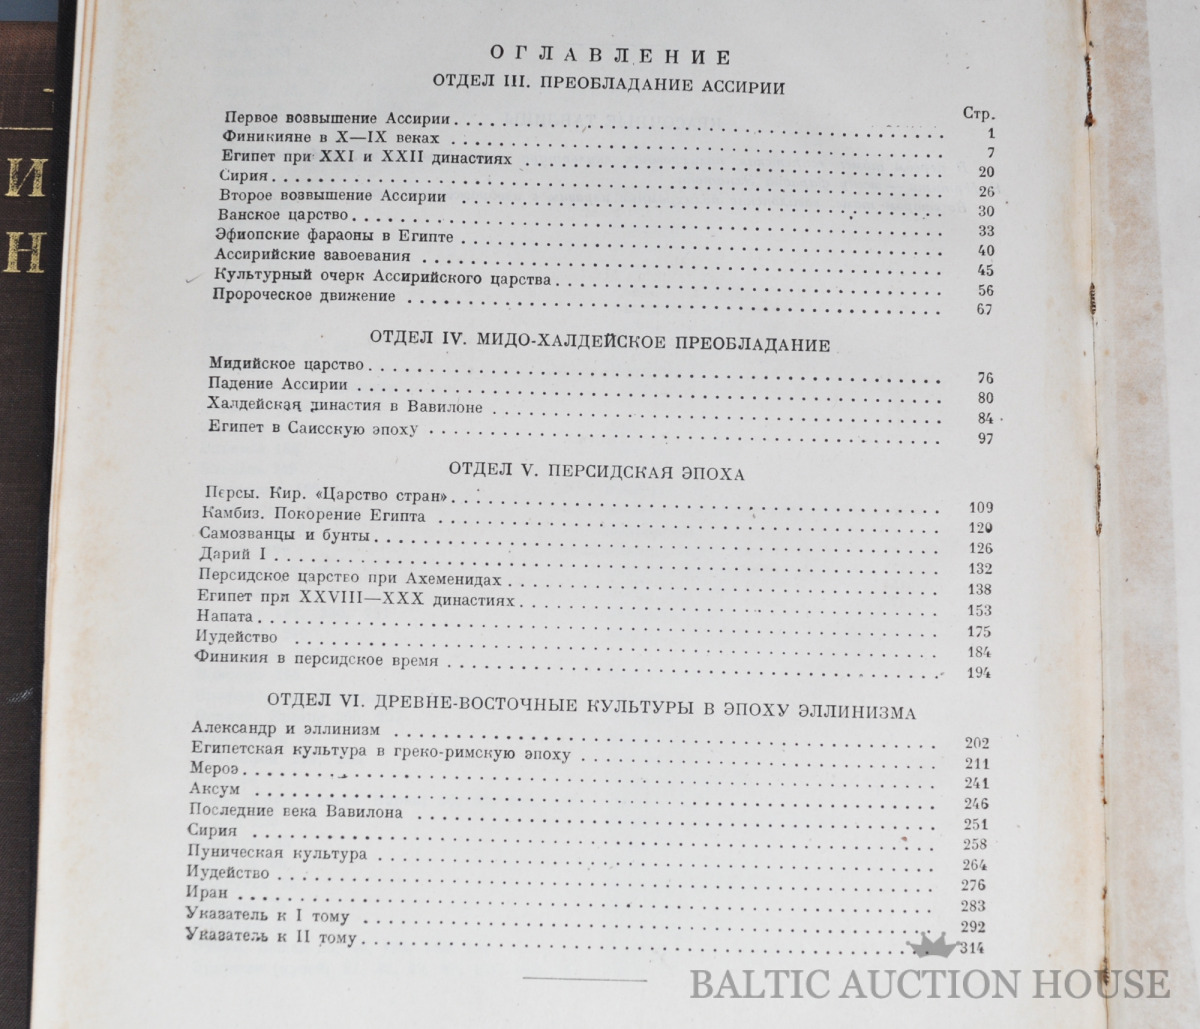 ОГЛАВЛЕНИЕ
ОТДЕЛ III. ПРЕОБЛАДАНИЕ АССИРИИ
Стр.
Первое возвышение Ассирии 1
Финикияне в X—IX веках 7
Египет при XXI и XXII династиях 20
Сирия 26
Второе возвышение Ассирии 30
Ванское царство 33
Эфиопские фараоны в Египте 40
Ассирийские завоевания 45
Культурный очерк Ассирийского царства 56
Пророческое движение 67
ОТДЕЛ IV. МИДО-ХАЛДЕЙСКОЕ ПРЕОБЛАДАНИЕ
Мидийское царство 76
Падение Ассирии 80
Халдейская династия в Вавилоне 84
Египет в Саисскую эпоху 97
ОТДЕЛ V. ПЕРСИДСКАЯ ЭПОХА
Персы. Кир. «Царство стран» 109
Камбиз. Покорение Египта 120
Самозванцы и бунты 126
Дарий I 132
Персидское царство при Ахеменидах 138
Египет при XXVIII—XXX династиях 153
Напата 175
Иудейство 184
Финикия в персидское время 194
ОТДЕЛ VI. ДРЕВНЕ-ВОСТОЧНЫЕ КУЛЬТУРЫ В ЭПОХУ ЭЛЛИНИЗМА
Александр и эллинизм 202
Египетская культура в греко-римскую эпоху 211
Мероэ 241
Аксум 246
Последние века Вавилона 251
Сирия 258
Пуническая культура 264
Иудейство 276
Иран 283
Указатель к I тому 292
Указатель к II тому 314
BALTIC AUCTION HOUSE